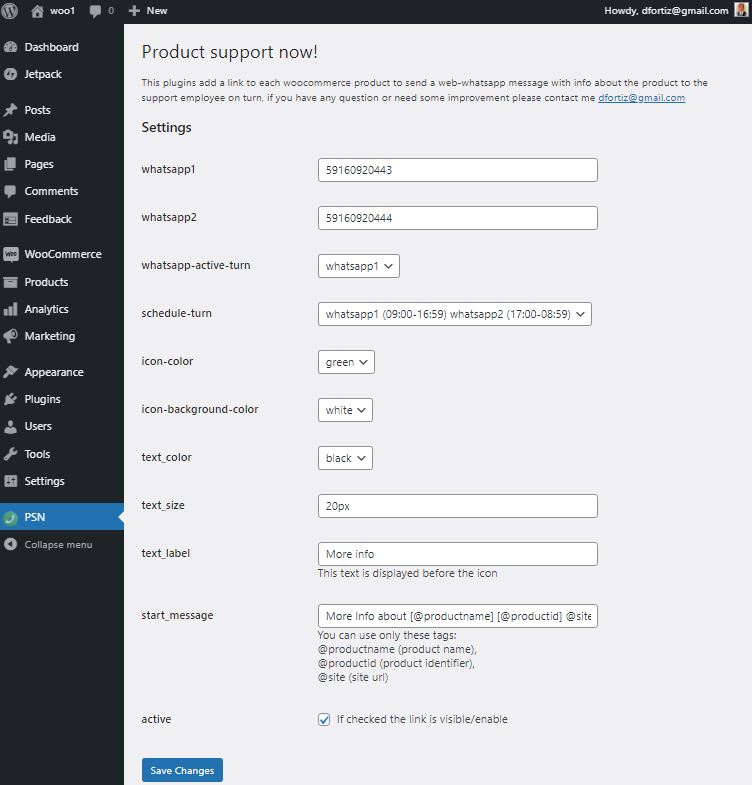 woo1 0 New Howdy, dfortiz@gmail.com
Dashboard
Jetpack
Posts
Media
Pages
Comments
Feedback
WooCommerce
Products
Analytics
Marketing
Appearance
Plugins
Users
Tools
Settings
PSN
Collapse menu
Product support now!
This plugins add a link to each woocommerce product to send a web-whatsapp message with info about the product to the
support employee on turn, if you have any question or need some improvement please contact me dfortiz@gmail.com
Settings
whatsapp1 59160920443
whatsapp2 59160920444
whatsapp-active-turn whatsapp1
schedule-turn whatsapp1 (09:00-16:59) whatsapp2 (17:00-08:59)
icon-color green
icon-background-color white
text_color black
text_size 20px
text_label More info
This text is displayed before the icon
start_message More Info about [@productname] [@productid] @site
You can use only these tags:
@productname (product name),
@productid (product identifier),
@site (site url)
active If checked the link is visible/enable
Save Changes